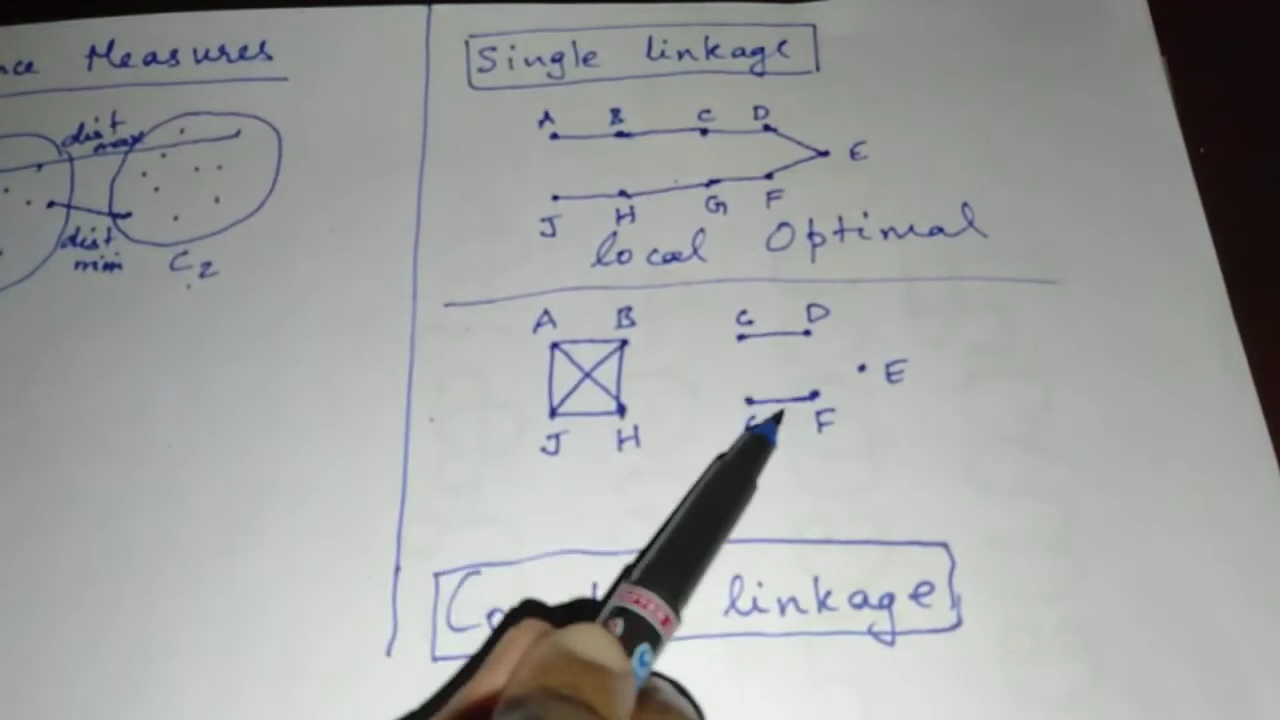 Measures
dist
max
dist
min
C2
Single linkage
A B C D
E
J H G F
local Optimal
A B C D
E
J H F
linkage